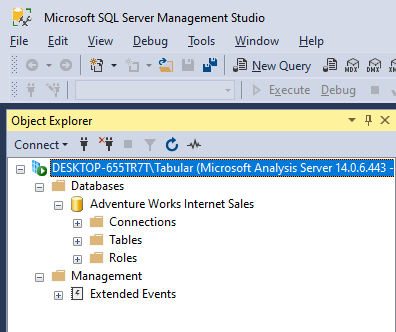 Microsoft SQL Server Management Studio
File Edit View Debug Tools Window Help
New Query MDX DMX
Execute Debug
Object Explorer
Connect
DESKTOP-655TR7T\Tabular (Microsoft Analysis Server 14.0.6.443 -
Databases
Adventure Works Internet Sales
Connections
Tables
Roles
Management
Extended Events